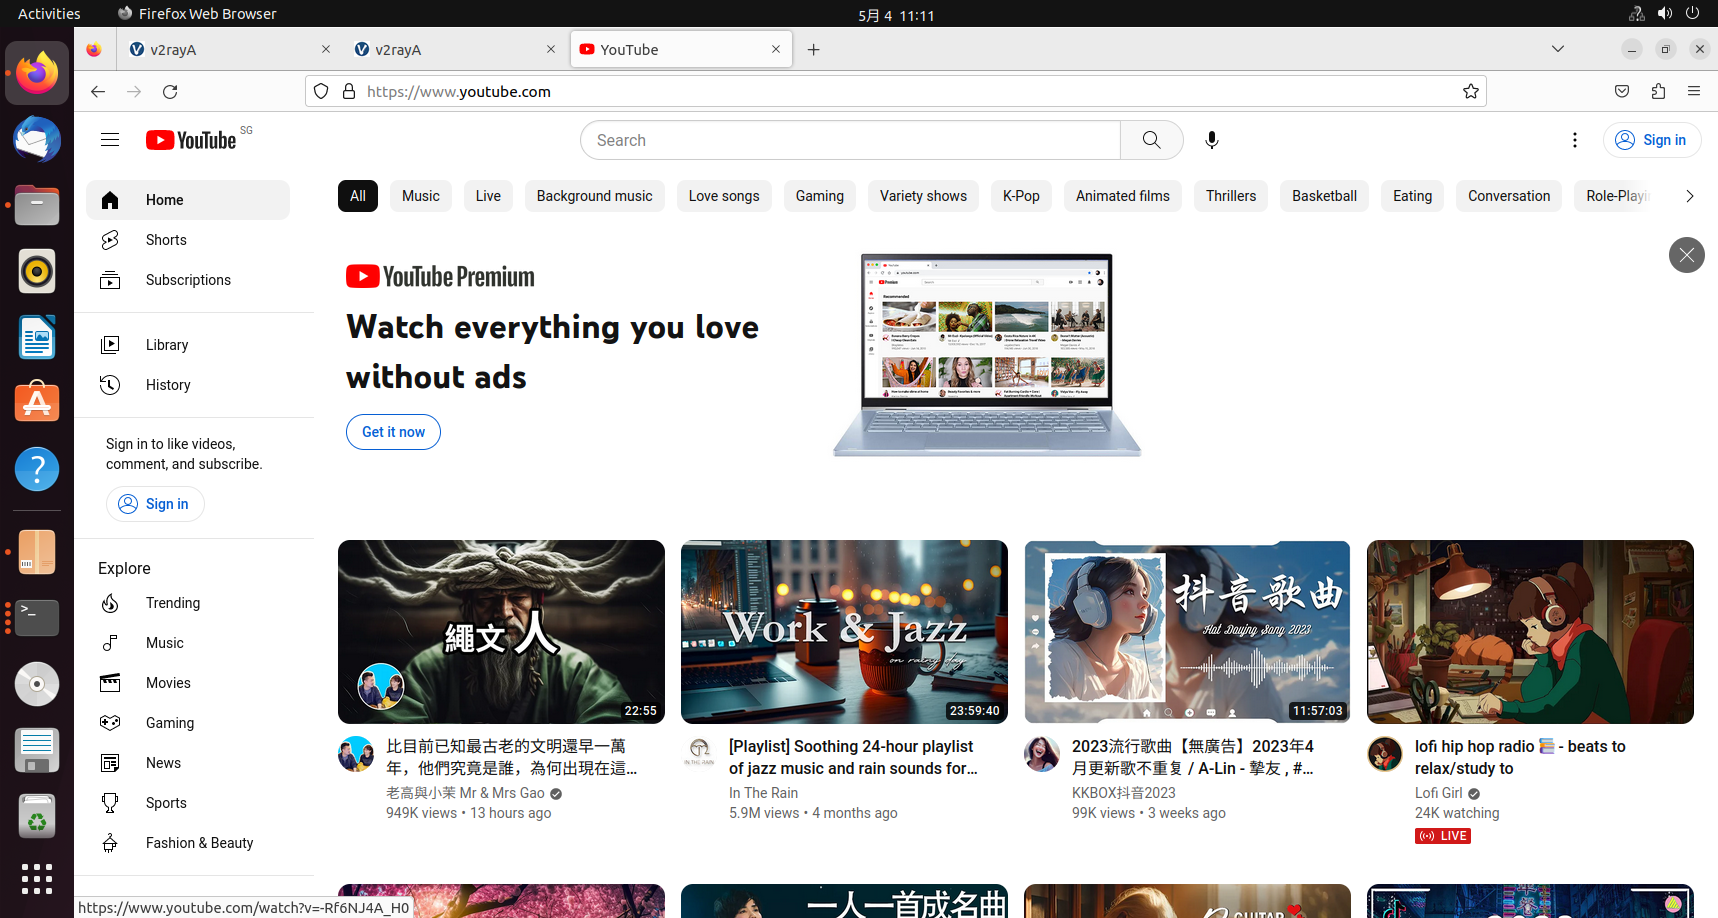 Activities
Firefox Web Browser
5月 4 11:11
v2rayA
v2rayA
YouTube
https://www.youtube.com
YouTube SG
Search
Sign in
Home
Shorts
Subscriptions
Library
History
Sign in to like videos,
comment, and subscribe.
Sign in
Explore
Trending
Music
Movies
Gaming
News
Sports
Fashion & Beauty
All
Music
Live
Background music
Love songs
Gaming
Variety shows
K-Pop
Animated films
Thrillers
Basketball
Eating
Conversation
Role-Playi
YouTube Premium
Watch everything you love
without ads
Get it now
繩文人
22:55
比目前已知最古老的文明還早一萬
年，他們究竟是誰，為何出現在這...
老高與小茉 Mr & Mrs Gao
949K views • 13 hours ago
Work & Jazz
on rainy day
23:59:40
[Playlist] Soothing 24-hour playlist
of jazz music and rain sounds for...
In The Rain
5.9M views • 4 months ago
抖音歌曲
Hot Douying Song 2023
11:57:03
2023流行歌曲【無廣告】2023年4
月更新歌不重复 / A-Lin - 摯友 , #...
KKBOX抖音2023
99K views • 3 weeks ago
lofi hip hop radio 📚 - beats to
relax/study to
Lofi Girl
24K watching
LIVE
一人一首成名曲
GUITAR
https://www.youtube.com/watch?v=-Rf6NJ4A_H0